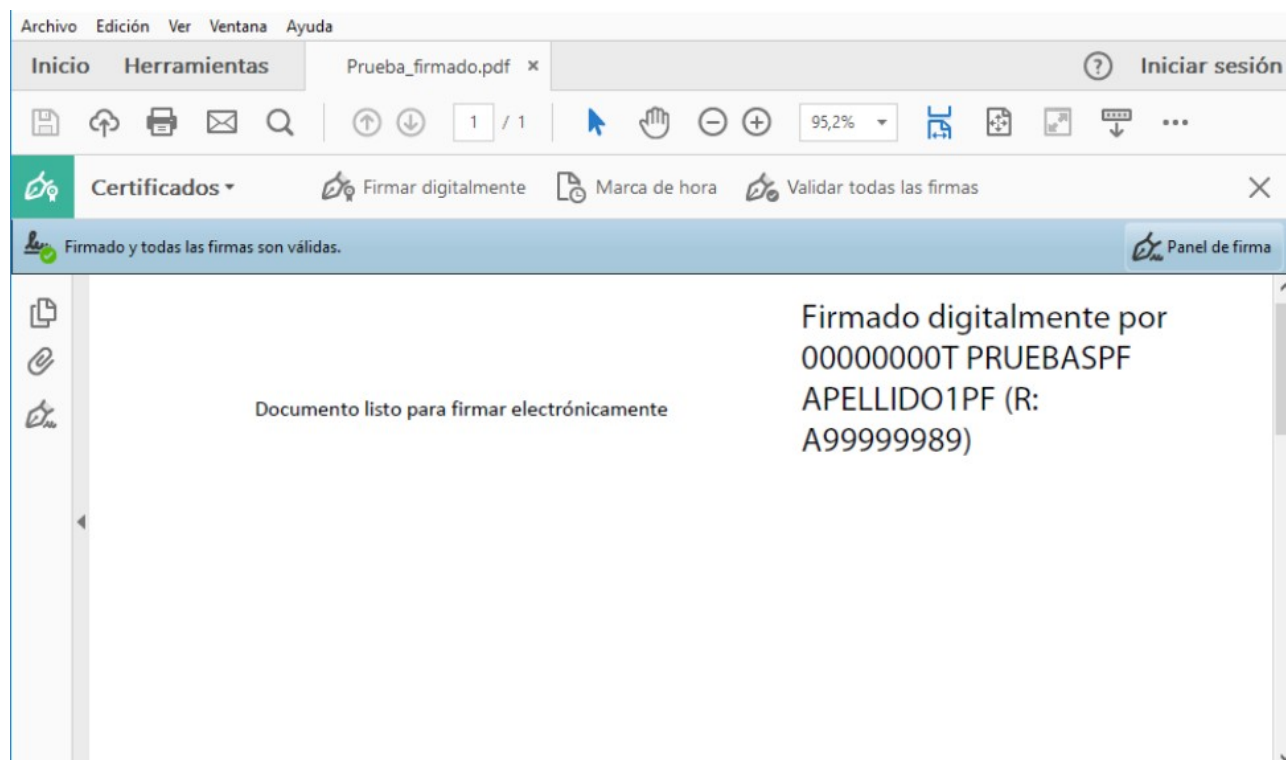 Archivo Edición Ver Ventana Ayuda
Inicio Herramientas Prueba_firmado.pdf × ? Iniciar sesión
1 / 1 95,2%
Certificados Firmar digitalmente Marca de hora Validar todas las firmas
Firmado y todas las firmas son válidas. Panel de firma
Firmado digitalmente por
00000000T PRUEBASPF
APELLIDO1PF (R:
A99999989)
Documento listo para firmar electrónicamente